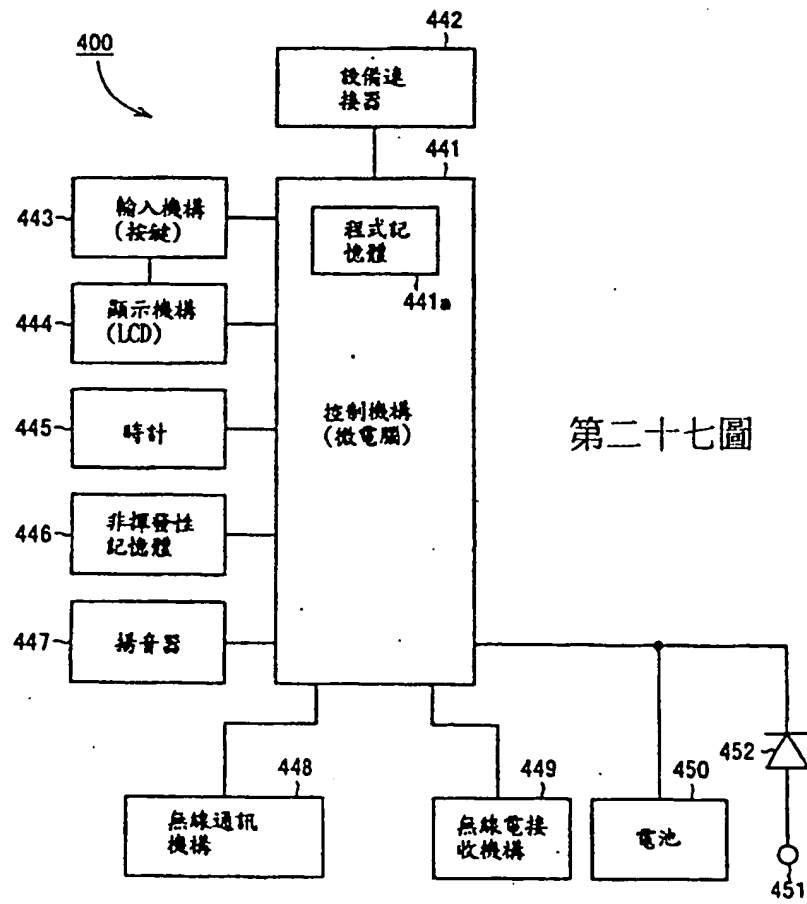 400
442
設備連
接器
441
443
輸入機構
(按鍵)
程式記
憶體
441a
444
顯示機構
(LCD)
控制機構
(微電腦)
445
時計
第二十七圖
446
非揮發性
記憶體
447
揚音器
448
無線通訊
機構
449
無線電接
收機構
450
電池
452
451